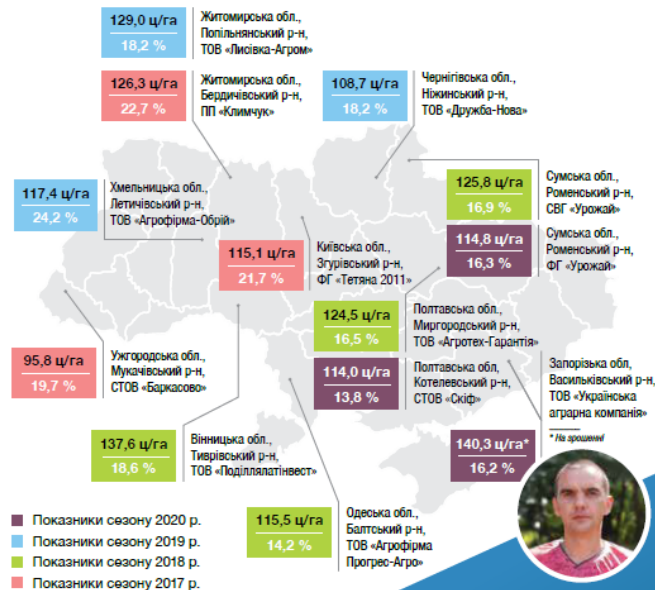 129,0 ц/га
18,2 %
Житомирська обл.,
Попільнянський р-н,
ТОВ «Лисівка-Агром»
126,3 ц/га
22,7 %
Житомирська обл.,
Бердичівський р-н,
ПП «Климчук»
108,7 ц/га
18,2 %
Чернігівська обл.,
Ніжинський р-н,
ТОВ «Дружба-Нова»
117,4 ц/га
24,2 %
Хмельницька обл.,
Летичівський р-н,
ТОВ «Агрофірма-Обрій»
125,8 ц/га
16,9 %
Сумська обл.,
Роменський р-н,
СВГ «Урожай»
115,1 ц/га
21,7 %
Київська обл.,
Згурівський р-н,
ФГ «Тетяна 2011»
114,8 ц/га
16,3 %
Сумська обл.,
Роменський р-н,
ФГ «Урожай»
124,5 ц/га
16,5 %
Полтавська обл.,
Миргородський р-н,
ТОВ «Агротех-Гарантія»
95,8 ц/га
19,7 %
Ужгородська обл.,
Мукачівський р-н,
СТОВ «Баркасово»
114,0 ц/га
13,8 %
Полтавська обл,
Котелевський р-н,
СТОВ «Скіф»
Запорізька обл,
Васильківський р-н,
ТОВ «Українська
аграрна компанія»
* На зрошенні
137,6 ц/га
18,6 %
Вінницька обл.,
Тиврівський р-н,
ТОВ «Поділлялатінвест»
140,3 ц/га*
16,2 %
115,5 ц/га
14,2 %
Одеська обл.,
Балтський р-н,
ТОВ «Агрофірма
Прогрес-Агро»
Показники сезону 2020 р.
Показники сезону 2019 р.
Показники сезону 2018 р.
Показники сезону 2017 р.